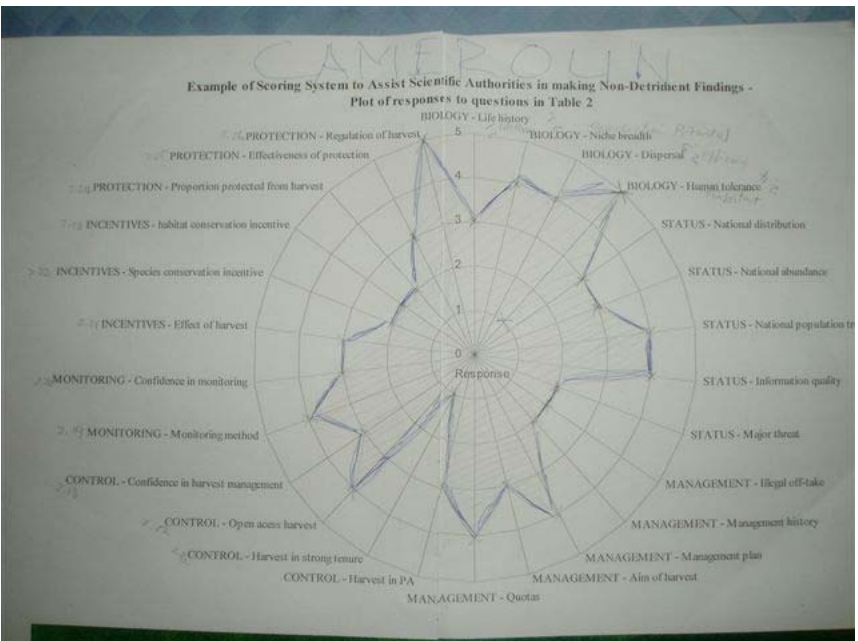 CAMEROUN
Example of Scoring System to Assist Scientific Authorities in making Non-Detriment Findings -
Plot of responses to questions in Table 2
BIOLOGY - Life history
BIOLOGY - Niche breadth
BIOLOGY - Dispersal
BIOLOGY - Human tolerance
STATUS - National distribution
STATUS - National abundance
STATUS - National population tr
STATUS - Information quality
STATUS - Major threat
MANAGEMENT - Illegal off-take
MANAGEMENT - Management history
MANAGEMENT - Management plan
MANAGEMENT - Aim of harvest
MANAGEMENT - Quotas
CONTROL - Harvest in PA
CONTROL - Harvest in strong tenure
CONTROL - Open acess harvest
CONTROL - Confidence in harvest management
MONITORING - Monitoring method
MONITORING - Confidence in monitoring
INCENTIVES - Effect of harvest
INCENTIVES - Species conservation incentive
INCENTIVES - habitat conservation incentive
PROTECTION - Proportion protected from harvest
PROTECTION - Effectiveness of protection
PROTECTION - Regulation of harvest
5
4
3
2
1
0
Response